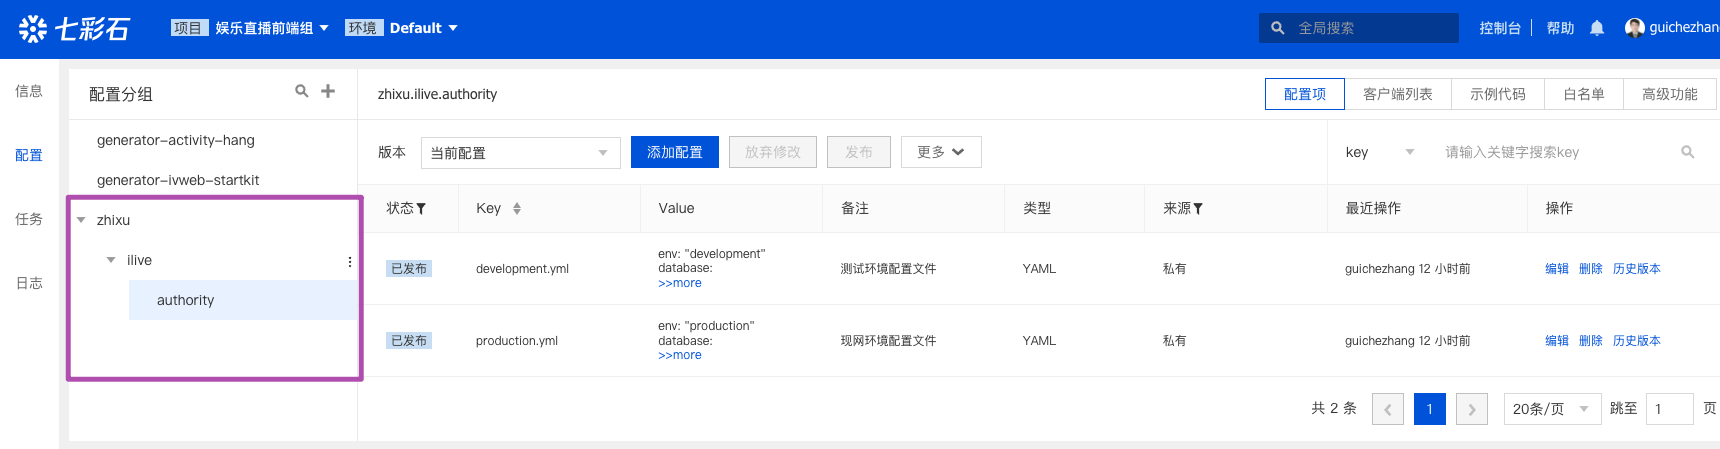 七彩石 项目 娱乐直播前端组 环境 Default 全局搜索 控制台 帮助 guichezhan
信息
配置
任务
日志
配置分组
generator-activity-hang
generator-ivweb-startkit
zhixu
ilive
authority
zhixu.ilive.authority 配置项 客户端列表 示例代码 白名单 高级功能
版本 当前配置 添加配置 放弃修改 发布 更多 key 请输入关键字搜索key
状态 Key Value 备注 类型 来源 最近操作 操作
已发布 development.yml env: "development" 测试环境配置文件 YAML 私有 guichezhang 12 小时前 编辑 删除 历史版本
database:
>>more
已发布 production.yml env: "production" 现网环境配置文件 YAML 私有 guichezhang 12 小时前 编辑 删除 历史版本
database:
>>more
共 2 条 1 20条/页 跳至 1 页